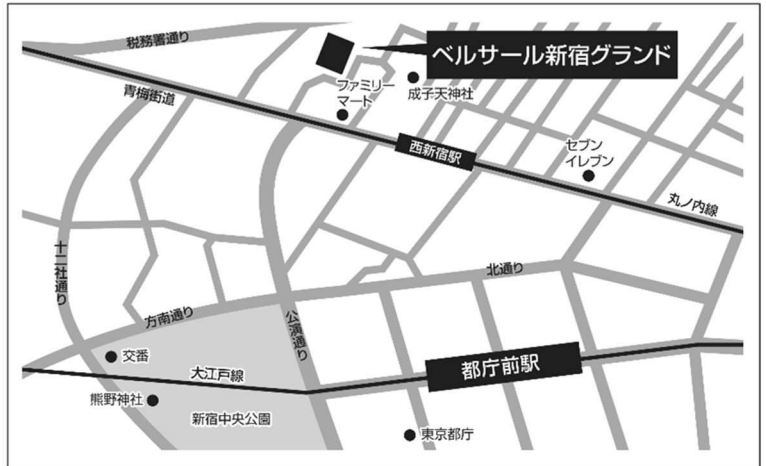 税務署通り
ベルサール新宿グランド
青梅街道
ファミリー
マート
成子天神社
西新宿駅
セブン
イレブン
丸ノ内線
十二社通り
北通り
方南通り
公演通り
交番
大江戸線
都庁前駅
熊野神社
新宿中央公園
東京都庁